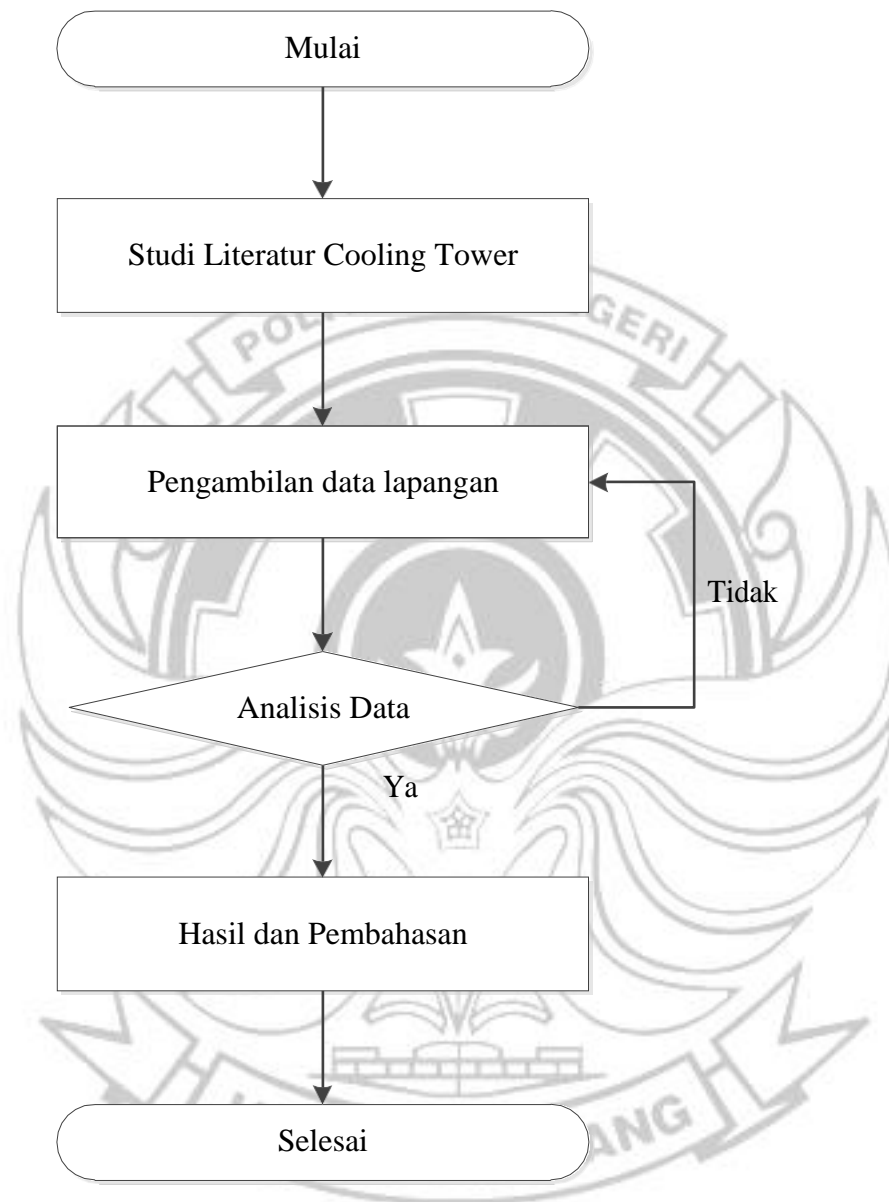 Mulai
Studi Literatur Cooling Tower
Pengambilan data lapangan
Tidak
Analisis Data
Ya
Hasil dan Pembahasan
Selesai